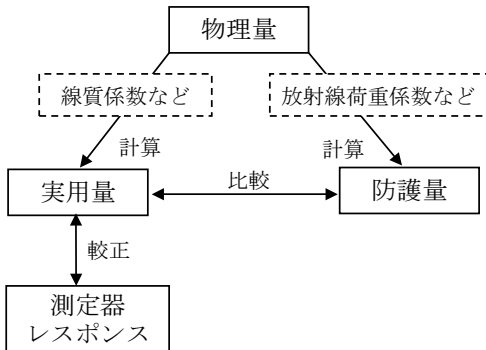 物理量
線質係数など
放射線荷重係数など
計算
計算
実用量
比較
防護量
較正
測定器
レスポンス